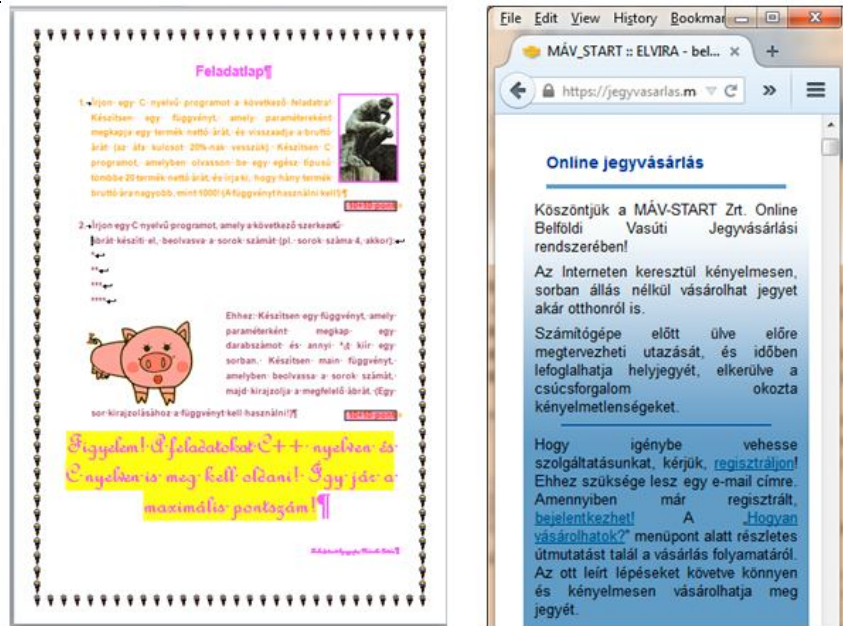 Feladatlap¶
1.→Írjon·egy·C·nyelvű·programot·a·következő·feladatra!·
Készítsen·egy·függvényt,·amely·paramétereként·
megkapja·egy·termék·nettó·árát,·és·visszaadja·a·bruttó·
árát·(az·áfa·kulcsot·20%-nak·vesszük).·Készítsen·C·
programot,·amelyben·olvasson·be·egy·egész·típusú·
tömbbe·20·termék·nettó·árát,·és·írja·ki,·hogy·hány·termék·
bruttó·ára·nagyobb,·mint·1000!·(A·függvényt·használni·kell!)¶
2.→Írjon·egy·C·nyelvű·programot,·amely·a·következő·szerkezetű·
ábrát·készíti·el,·beolvasva·a·sorok·számát·(pl.·sorok·száma·4,·akkor):↵
*↵
**↵
***↵
****↵
Ehhez:·Készítsen·egy·függvényt,·amely·
paraméterként·megkap·egy·
darabszámot·és·annyi·*-t·kiír·egy·
sorban.·Készítsen·main·függvényt,·
amelyben·beolvassa·a·sorok·számát,·
majd·kirajzolja·a·megfelelő·ábrát.·(Egy·
sor·kirajzolásához·a·függvényt·kell·használni!)¶
Figyelem!·A·feladatokat·C++·nyelven·és·
C·nyelven·is·meg·kell·oldani!·Így·jár·a·
maximális·pontszám!¶
File Edit View History Bookmar
MÁV_START :: ELVIRA - bel... × +
https://jegyvasarlas.m
Online jegyvásárlás
Köszöntjük a MÁV-START Zrt. Online
Belföldi Vasúti Jegyvásárlási
rendszerében!
Az Interneten keresztül kényelmesen,
sorban állás nélkül vásárolhat jegyet
akár otthonról is.
Számítógépe előtt ülve előre
megtervezheti utazását, és időben
lefoglalhatja helyjegyét, elkerülve a
csúcsforgalom okozta
kényelmetlenségeket.
Hogy igénybe vehesse
szolgáltatásunkat, kérjük, regisztráljon!
Ehhez szüksége lesz egy e-mail címre.
Amennyiben már regisztrált,
bejelentkezhet! A „Hogyan
vásárolhatok?” menüpont alatt részletes
útmutatást talál a vásárlás folyamatáról.
Az ott leírt lépéseket követve könnyen
és kényelmesen vásárolhatja meg
jegyét.